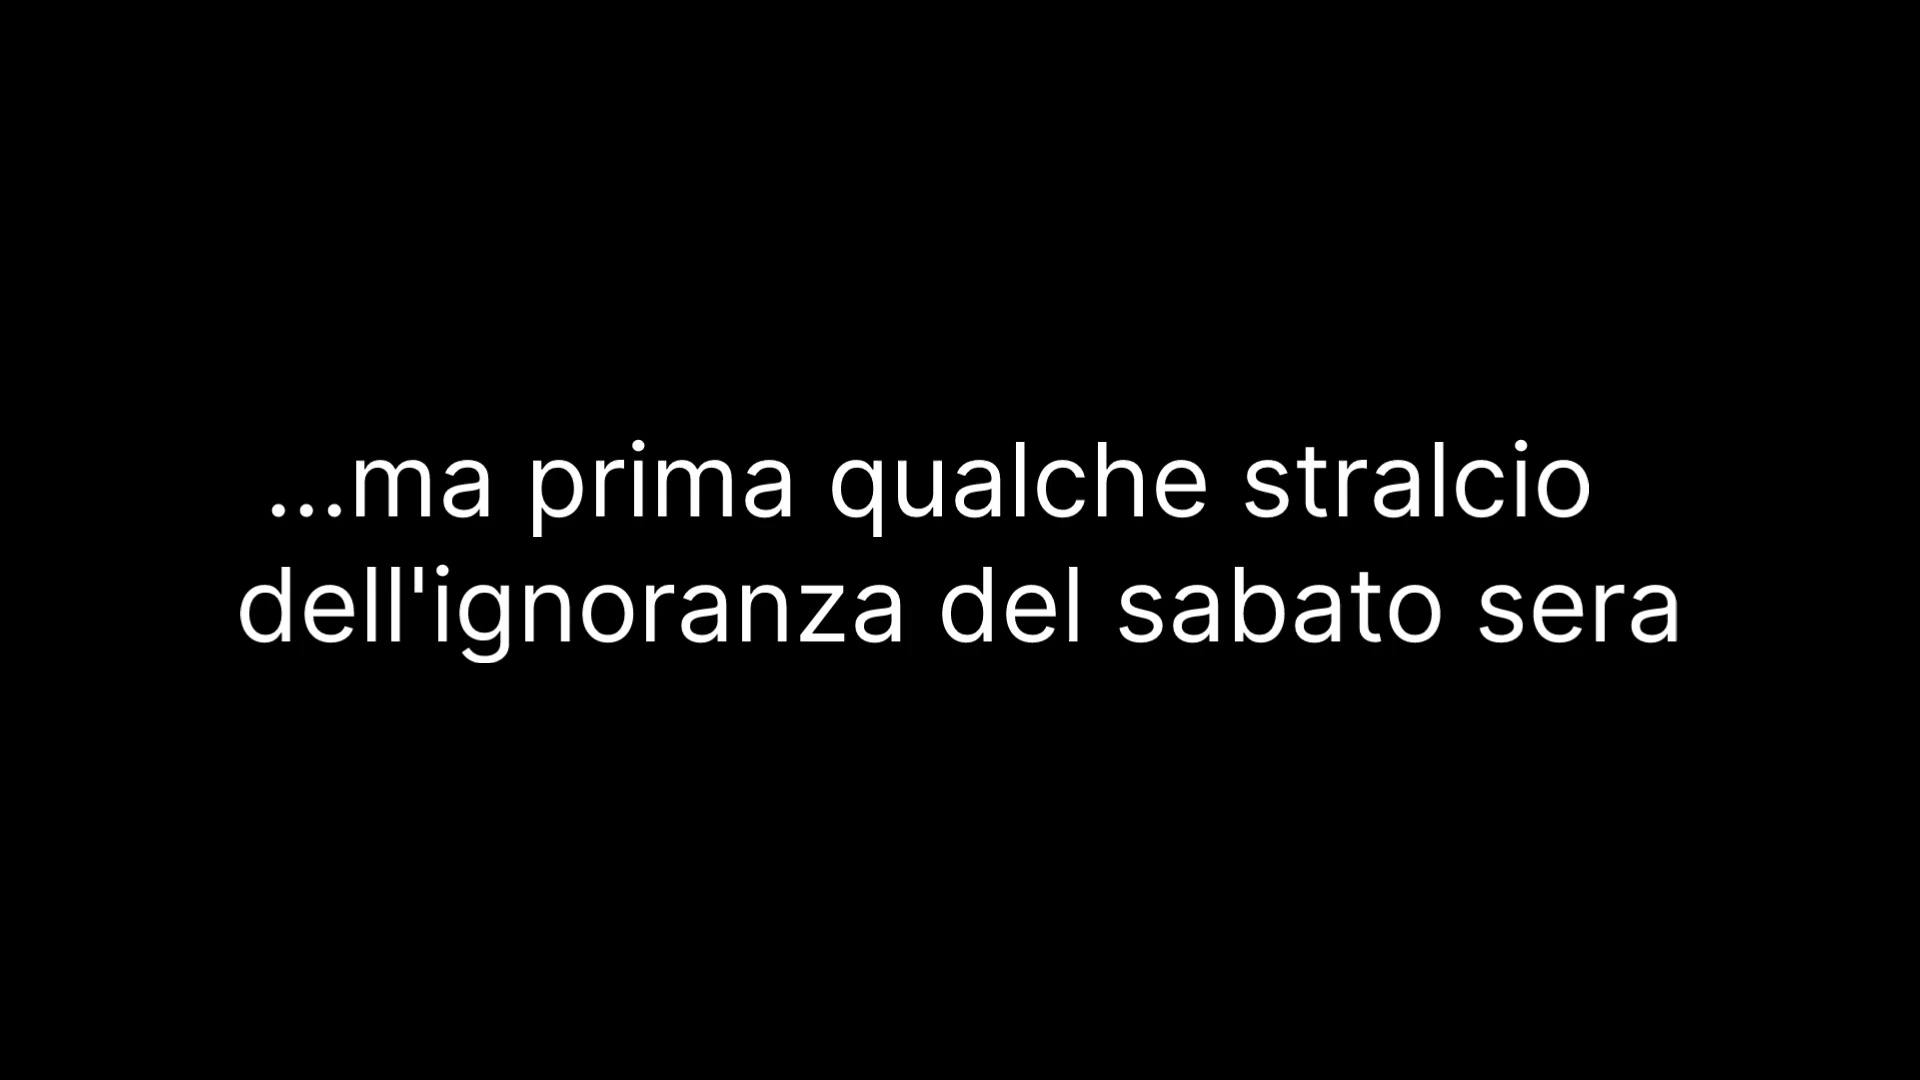 ...ma prima qualche stralcio
dell'ignoranza del sabato sera